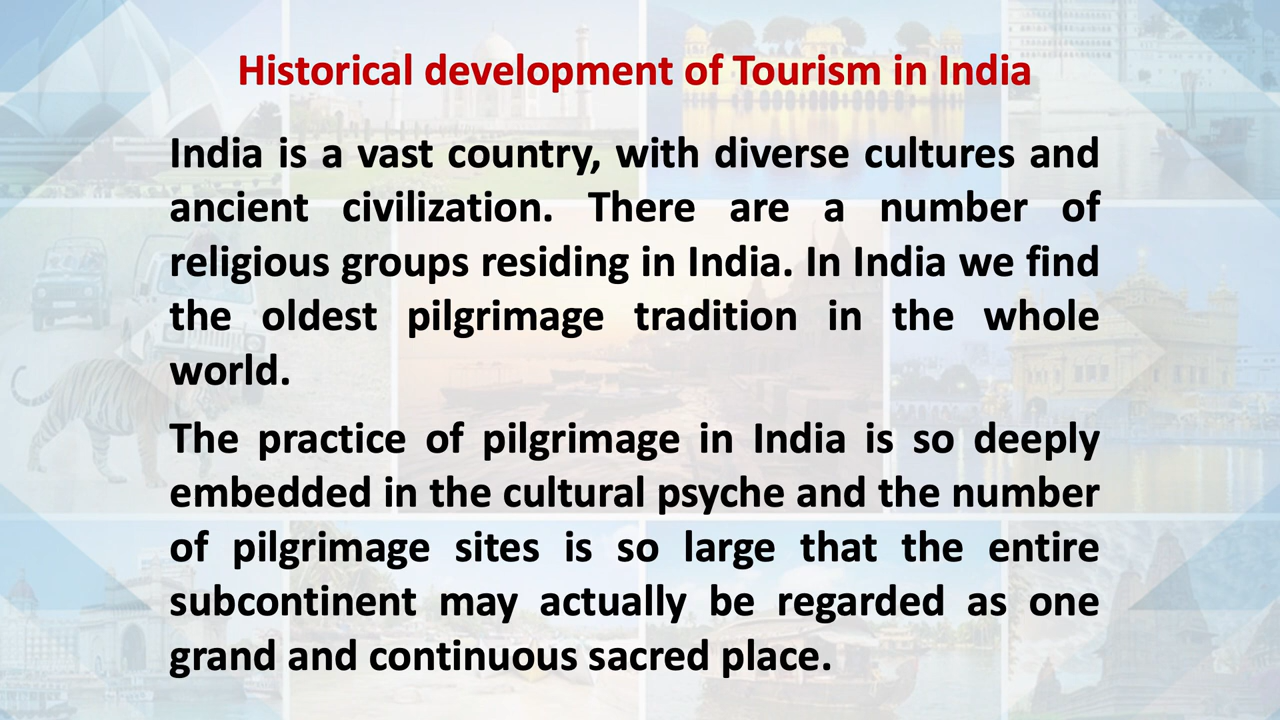 Historical development of Tourism in India
India is a vast country, with diverse cultures and
ancient civilization. There are a number of
religious groups residing in India. In India we find
the oldest pilgrimage tradition in the whole
world.
The practice of pilgrimage in India is so deeply
embedded in the cultural psyche and the number
of pilgrimage sites is so large that the entire
subcontinent may actually be regarded as one
grand and continuous sacred place.